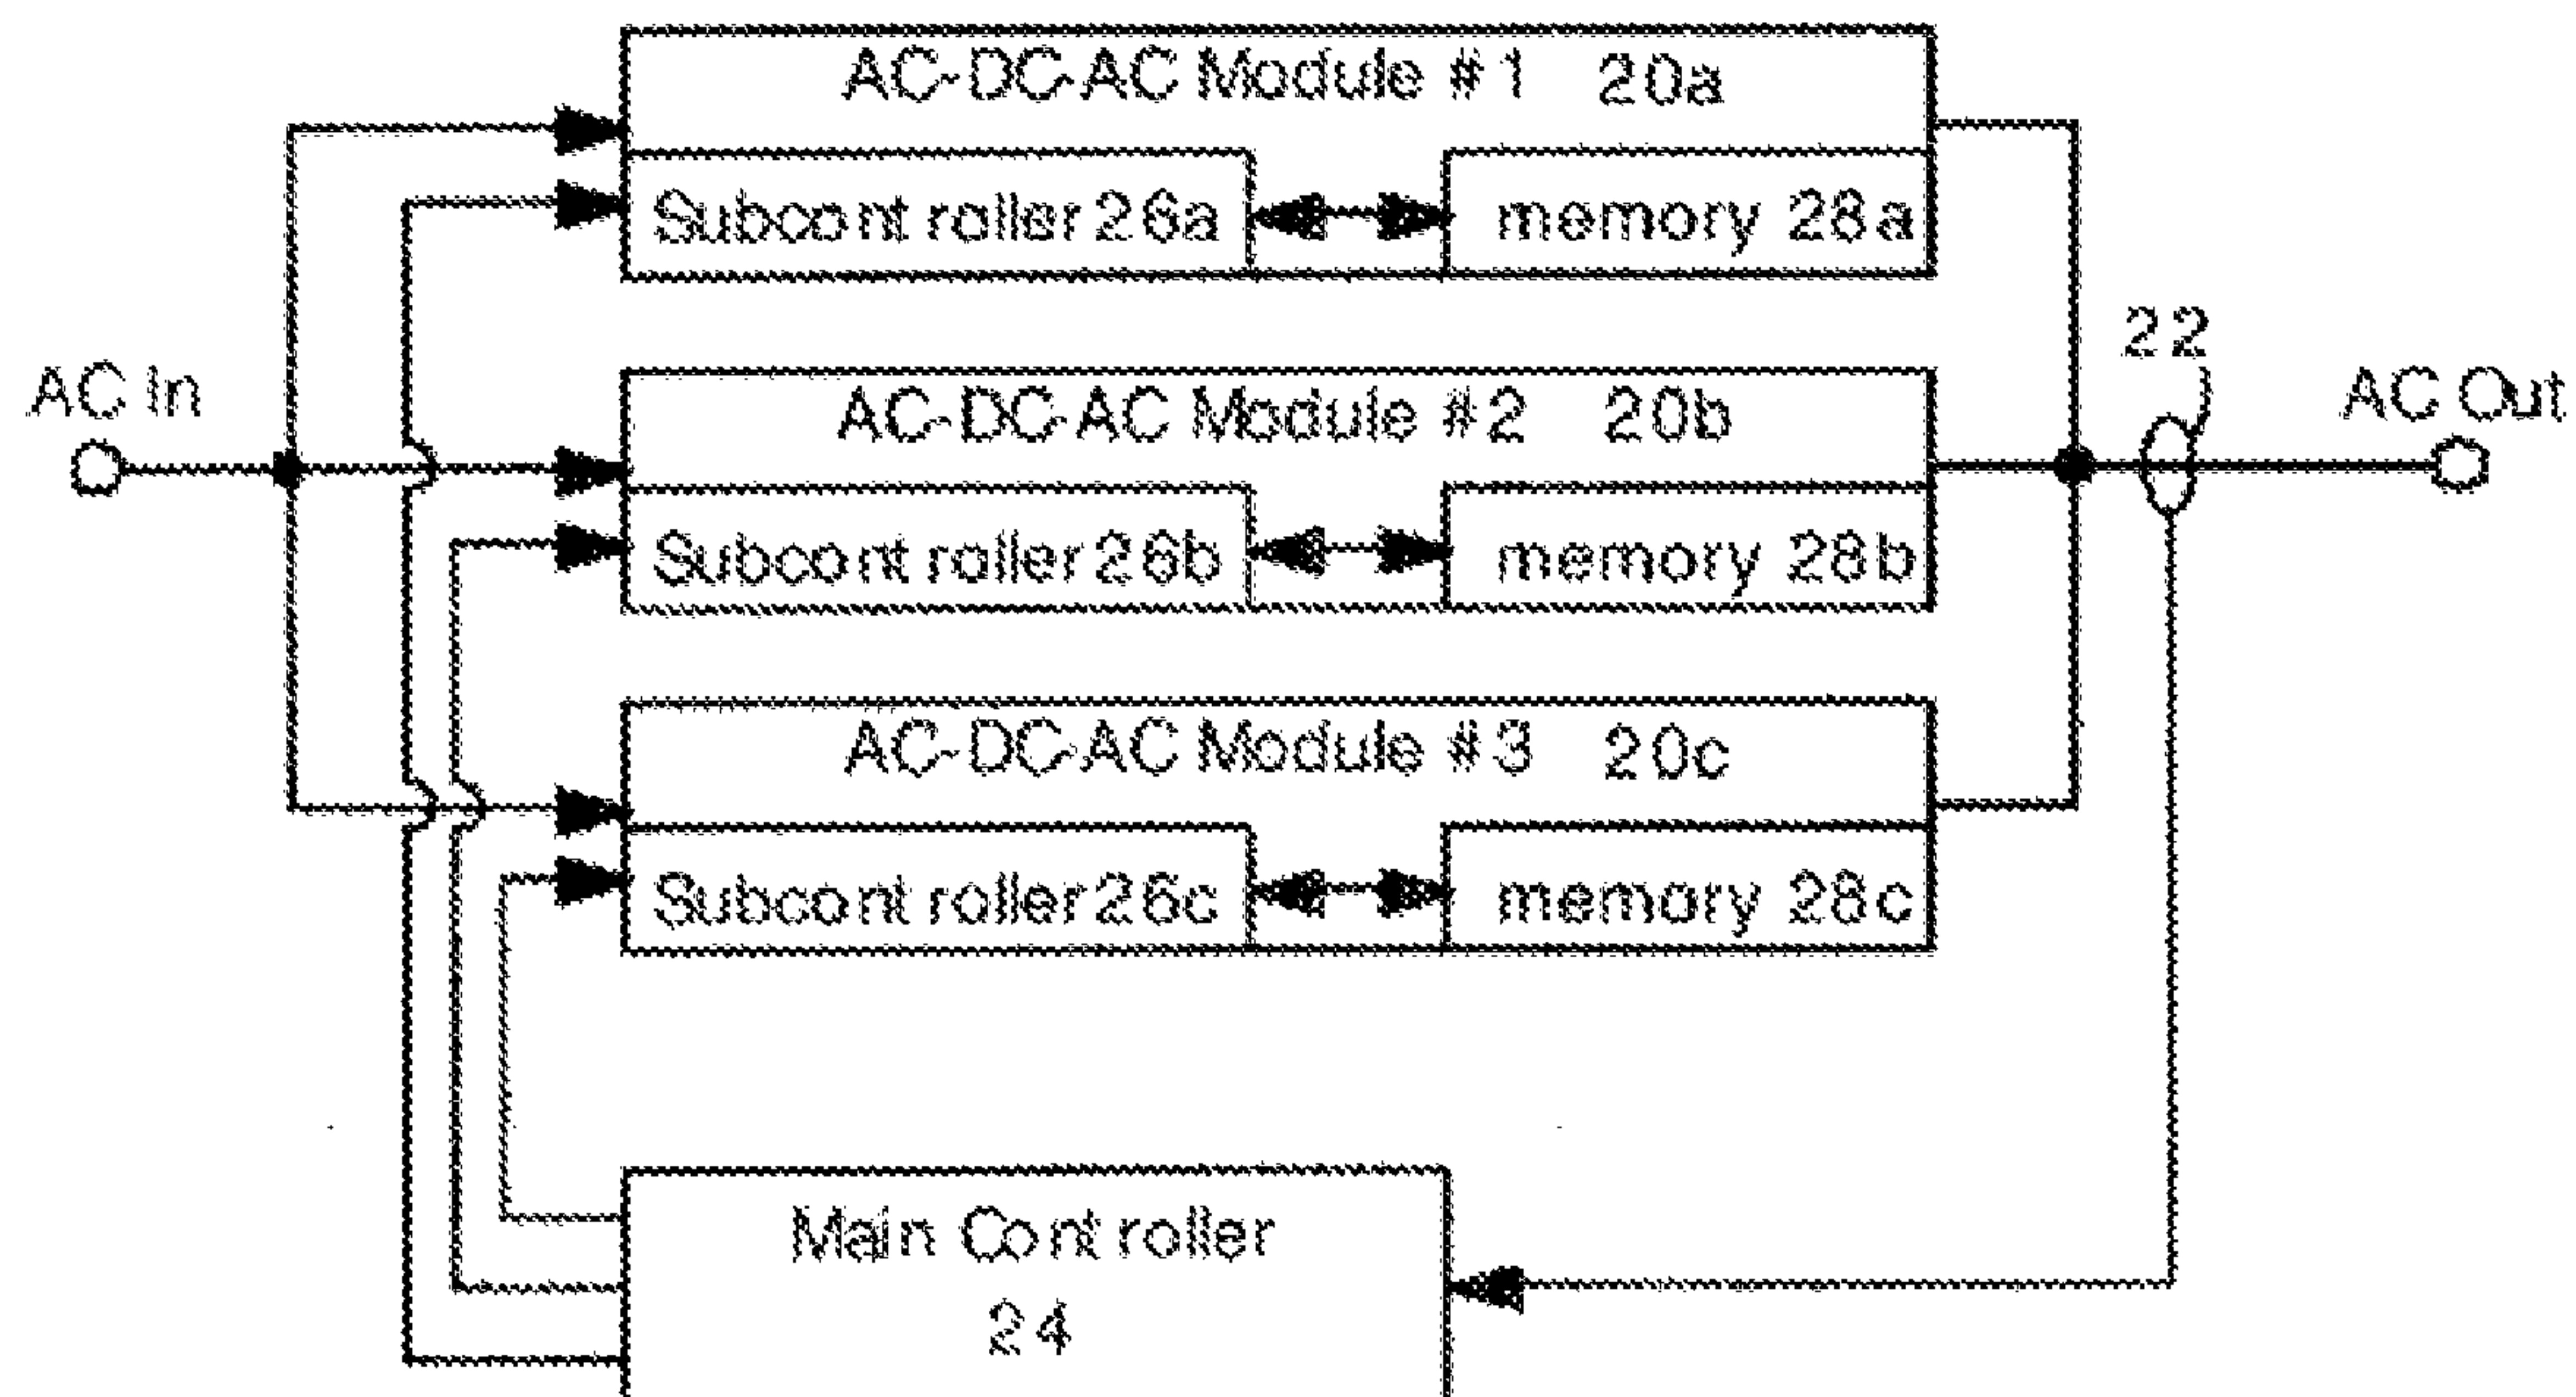 AC-DC-AC Module #1 20a
Subcontroller 26a
memory 28a
22
AC In
AC-DC-AC Module #2 20b
AC Out
Subcontroller 26b
memory 28b
AC-DC-AC Module #3 20c
Subcontroller 26c
memory 28c
Main Controller
24